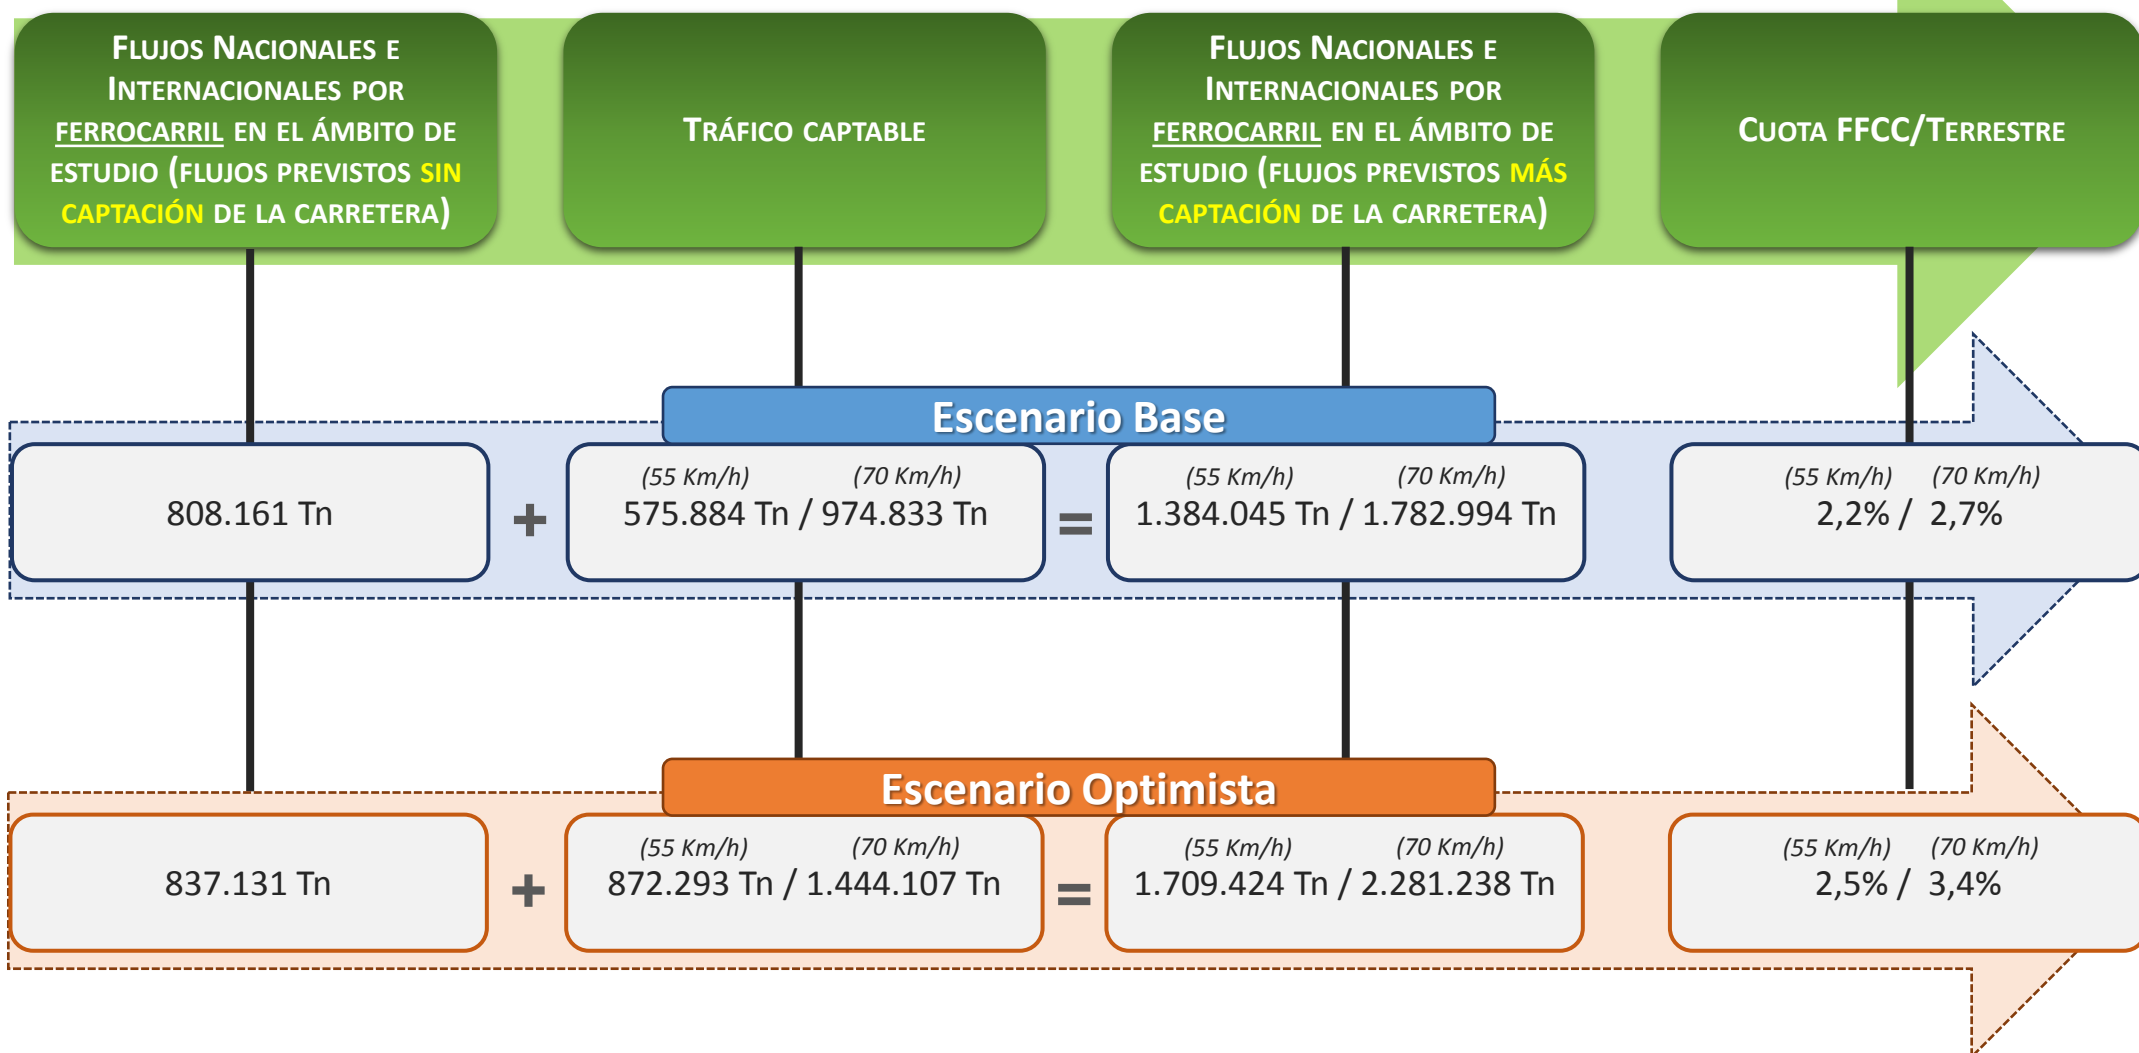 FLUJOS NACIONALES E
INTERNACIONALES POR
FERROCARRIL EN EL ÁMBITO DE
ESTUDIO (FLUJOS PREVISTOS SIN
CAPTACIÓN DE LA CARRETERA)
TRÁFICO CAPTABLE
FLUJOS NACIONALES E
INTERNACIONALES POR
FERROCARRIL EN EL ÁMBITO DE
ESTUDIO (FLUJOS PREVISTOS MÁS
CAPTACIÓN DE LA CARRETERA)
CUOTA FFCC/TERRESTRE
Escenario Base
808.161 Tn
+
(55 Km/h) (70 Km/h)
575.884 Tn / 974.833 Tn
=
(55 Km/h) (70 Km/h)
1.384.045 Tn / 1.782.994 Tn
(55 Km/h) (70 Km/h)
2,2% / 2,7%
Escenario Optimista
837.131 Tn
+
(55 Km/h) (70 Km/h)
872.293 Tn / 1.444.107 Tn
=
(55 Km/h) (70 Km/h)
1.709.424 Tn / 2.281.238 Tn
(55 Km/h) (70 Km/h)
2,5% / 3,4%